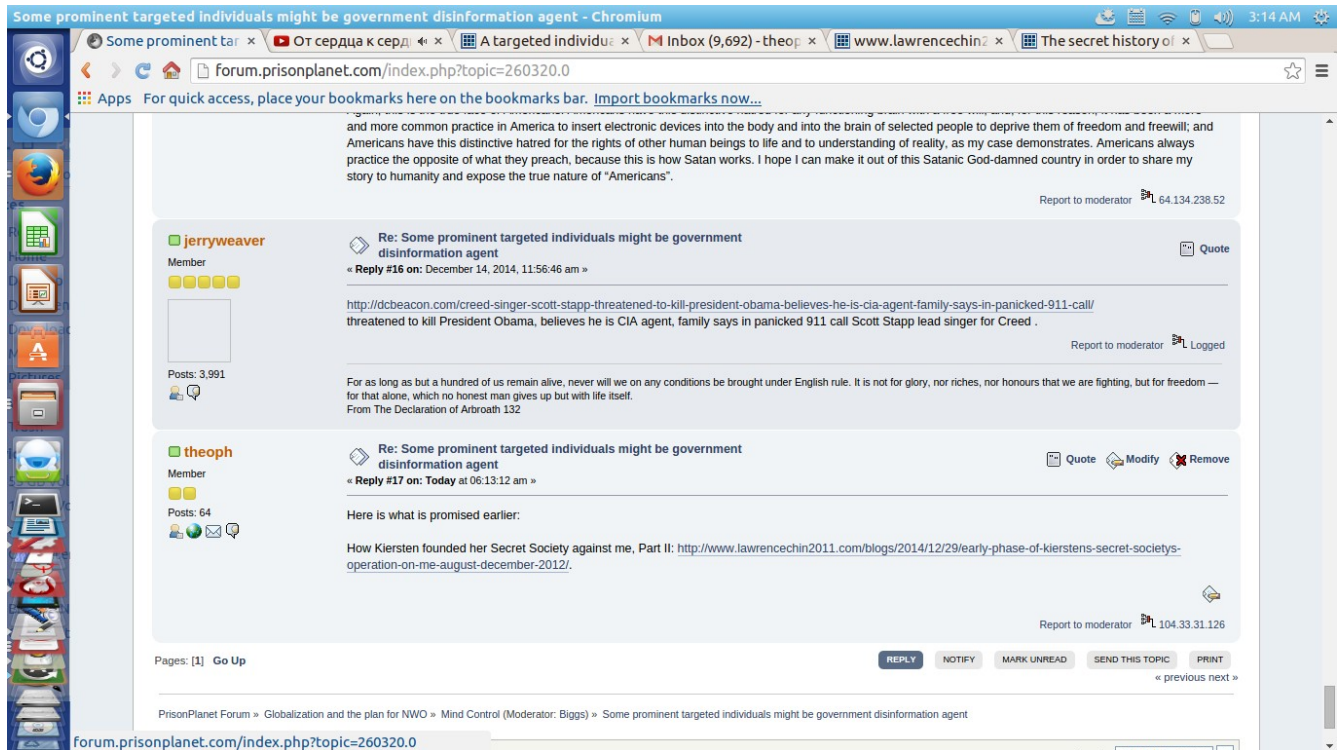 Some prominent targeted individuals might be government disinformation agent - Chromium
3:14 AM
Some prominent tar
От сердца к серд
A targeted individua
M Inbox (9,692) - theop
www.lawrencechin2
The secret history of
forum.prisonplanet.com/index.php?topic=260320.0
Apps For quick access, place your bookmarks here on the bookmarks bar. Import bookmarks now...
and more common practice in America to insert electronic devices into the body and into the brain of selected people to deprive them of freedom and freewill; and
Americans have this distinctive hatred for the rights of other human beings to life and to understanding of reality, as my case demonstrates. Americans always
practice the opposite of what they preach, because this is how Satan works. I hope I can make it out of this Satanic God-damned country in order to share my
story to humanity and expose the true nature of “Americans”.
Report to moderator 64.134.238.52
jerryweaver
Member
Posts: 3,991
Re: Some prominent targeted individuals might be government
disinformation agent
« Reply #16 on: December 14, 2014, 11:56:46 am »
Quote
http://dcbeacon.com/creed-singer-scott-stapp-threatened-to-kill-president-obama-believes-he-is-cia-agent-family-says-in-panicked-911-call/
threatened to kill President Obama, believes he is CIA agent, family says in panicked 911 call Scott Stapp lead singer for Creed .
Report to moderator Logged
For as long as but a hundred of us remain alive, never will we on any conditions be brought under English rule. It is not for glory, nor riches, nor honours that we are fighting, but for freedom —
for that alone, which no honest man gives up but with life itself.
From The Declaration of Arbroath 132
theoph
Member
Posts: 64
Re: Some prominent targeted individuals might be government
disinformation agent
« Reply #17 on: Today at 06:13:12 am »
Quote Modify Remove
Here is what is promised earlier:
How Kiersten founded her Secret Society against me, Part II: http://www.lawrencechin2011.com/blogs/2014/12/29/early-phase-of-kierstens-secret-societys-
operation-on-me-august-december-2012/.
Report to moderator 104.33.31.126
Pages: [1] Go Up
REPLY NOTIFY MARK UNREAD SEND THIS TOPIC PRINT
« previous next »
PrisonPlanet Forum » Globalization and the plan for NWO » Mind Control (Moderator: Biggs) » Some prominent targeted individuals might be government disinformation agent
forum.prisonplanet.com/index.php?topic=260320.0